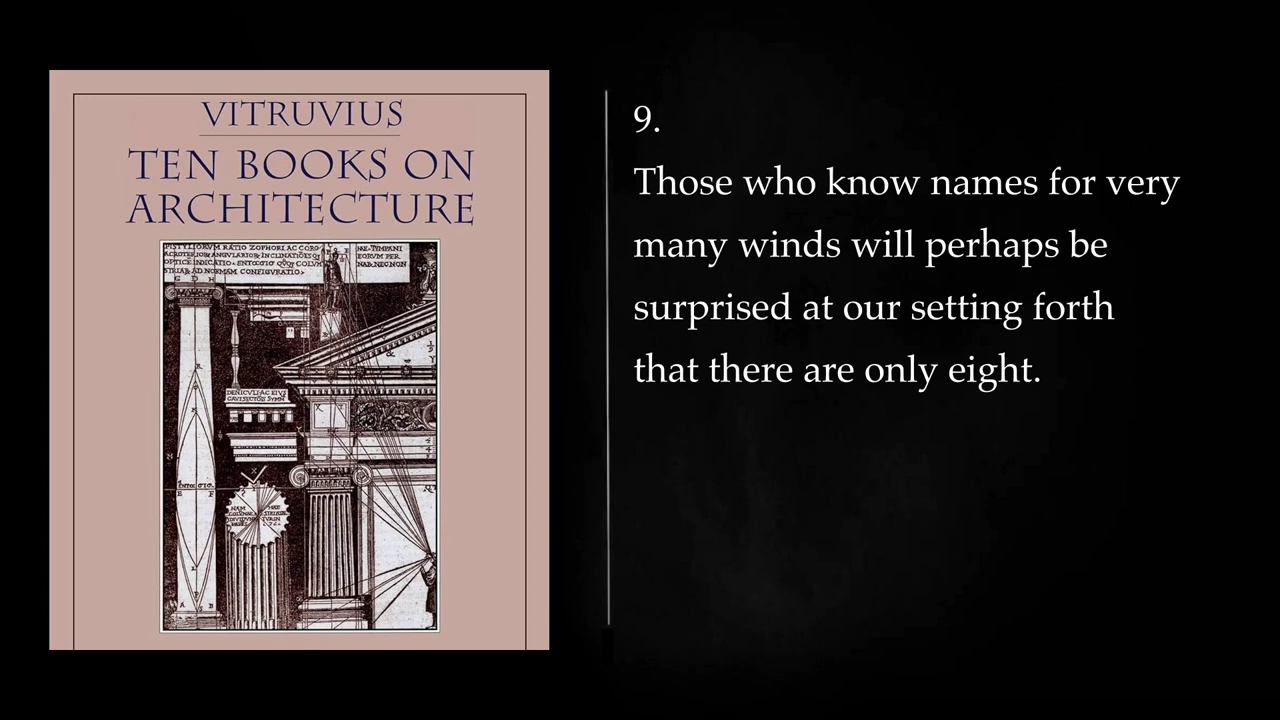 VITRUVIUS
TEN BOOKS ON
ARCHITECTURE
9.
Those who know names for very
many winds will perhaps be
surprised at our setting forth
that there are only eight.